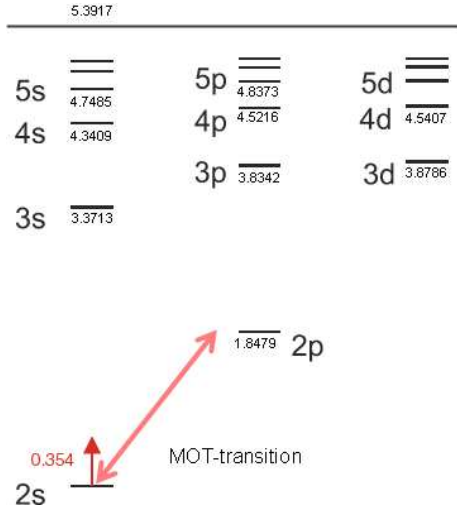 5.3917
5s 4.7485
5p 4.8373
5d
4s 4.3409
4p 4.5216
4d 4.5407
3p 3.8342
3d 3.8786
3s 3.3713
1.8479 2p
0.354
MOT-transition
2s